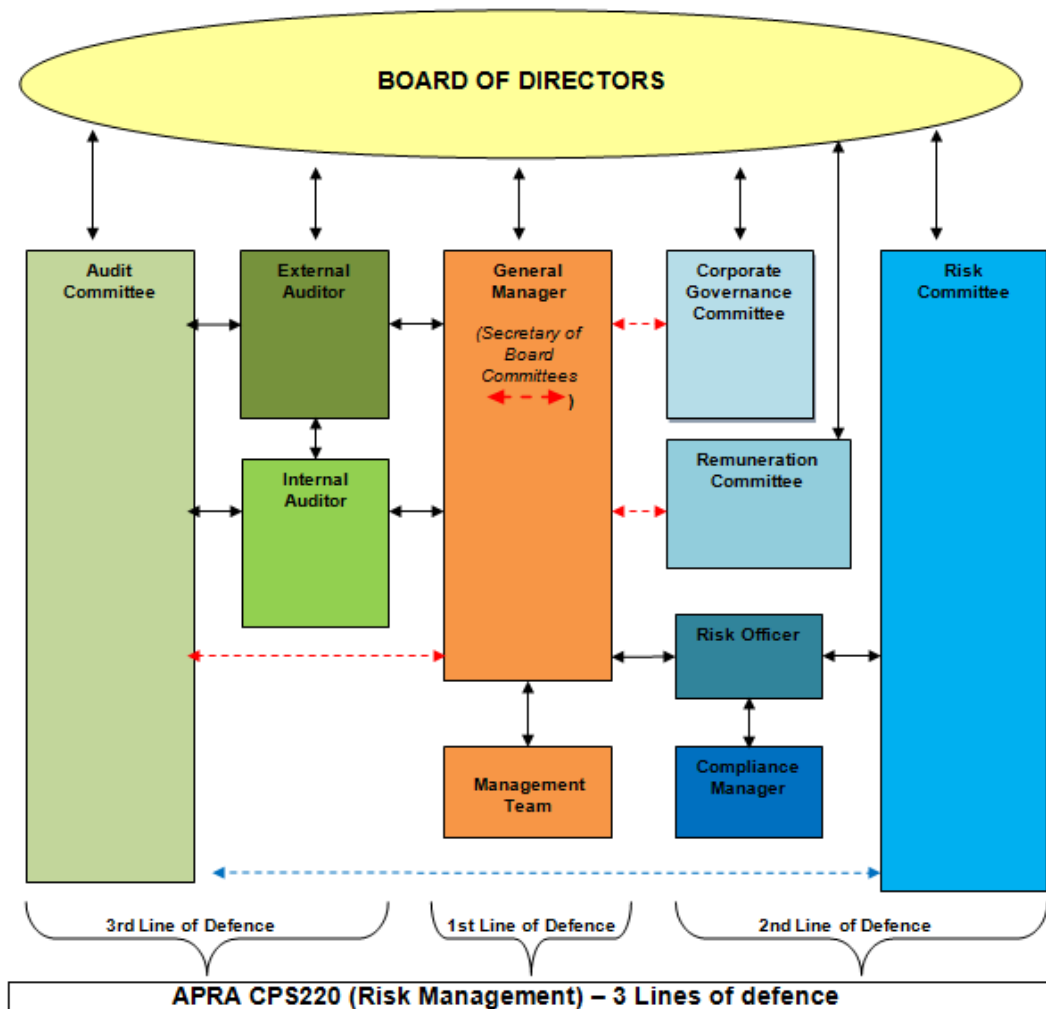 BOARD OF DIRECTORS
Audit
Committee
External
Auditor
General
Manager
(Secretary of
Board
Committees
)
Corporate
Governance
Committee
Risk
Committee
Internal
Auditor
Remuneration
Committee
Risk Officer
Management
Team
Compliance
Manager
3rd Line of Defence
1st Line of Defence
2nd Line of Defence
APRA CPS220 (Risk Management) – 3 Lines of defence